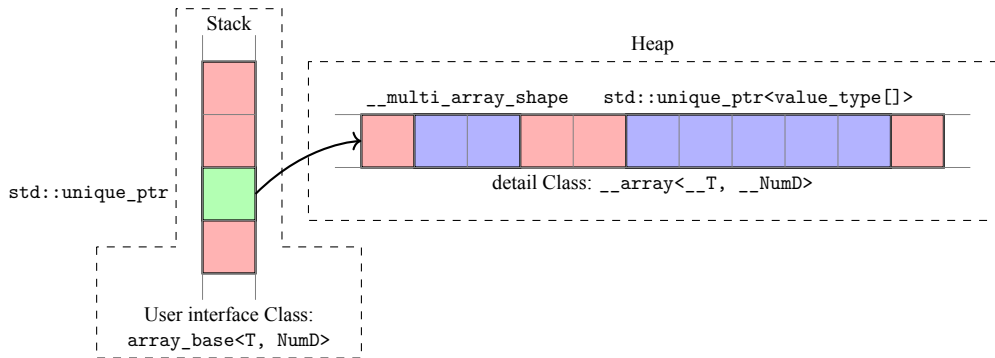 Stack
Heap
__multi_array_shape
std::unique_ptr<value_type[]>
detail Class: __array<__T, __NumD>
std::unique_ptr
User interface Class:
array_base<T, NumD>